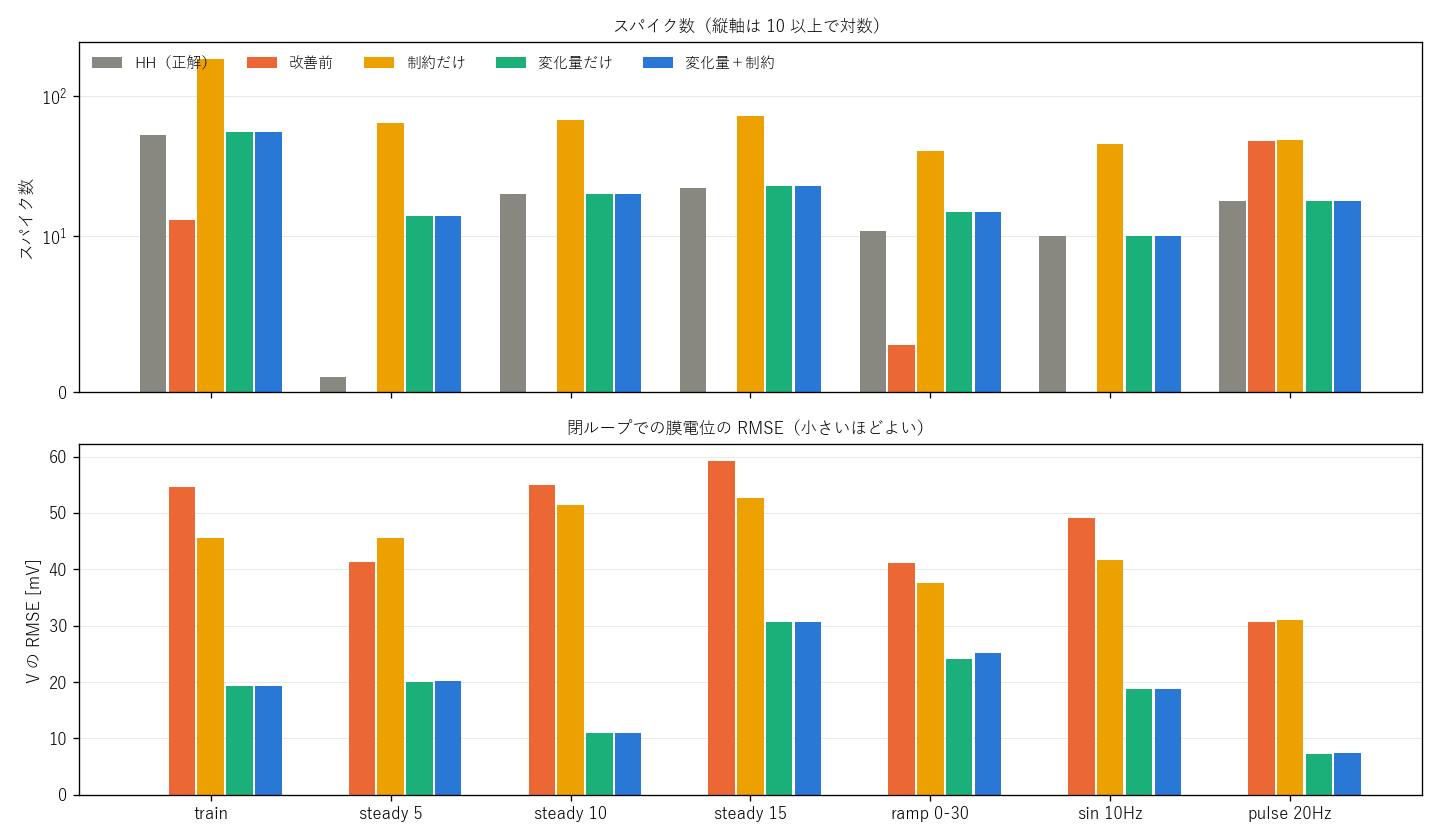 スパイク数（縦軸は 10 以上で対数）
HH（正解） 改善前 制約だけ 変化量だけ 変化量＋制約
スパイク数
10²
10¹
0
閉ループでの膜電位の RMSE（小さいほどよい）
V の RMSE [mV]
60
50
40
30
20
10
0
train steady 5 steady 10 steady 15 ramp 0-30 sin 10Hz pulse 20Hz